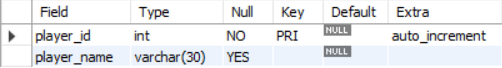 Field Type Null Key Default Extra
player_id int NO PRI NULL auto_increment
player_name varchar(30) YES NULL